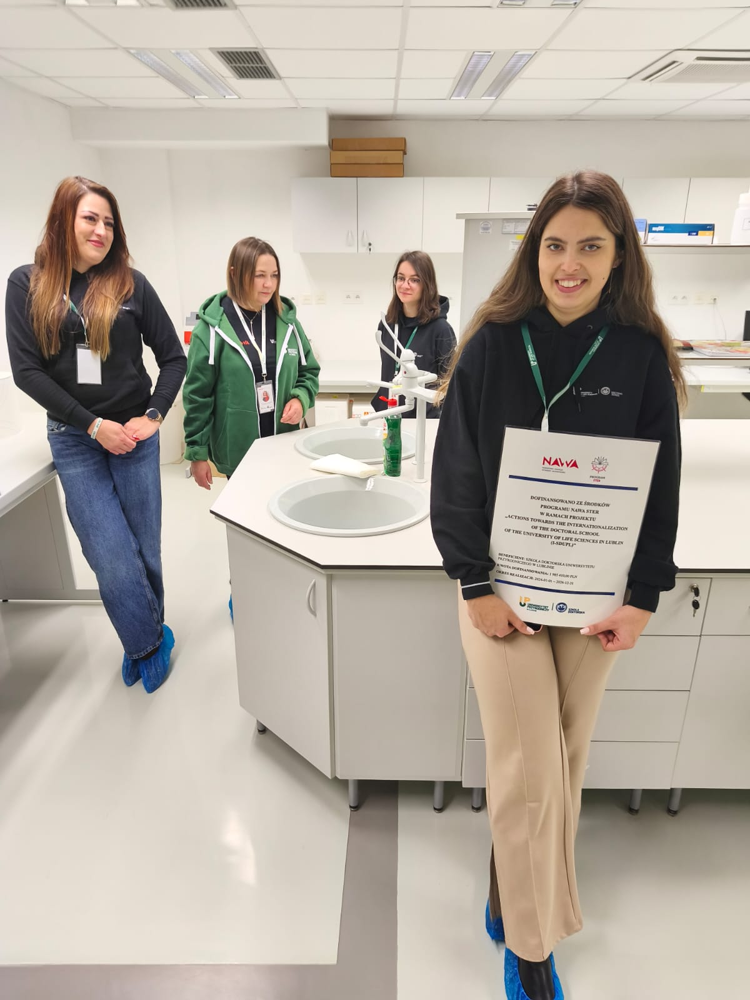 NAWA
PROGRAM
STER
DOFINANSOWANO ZE ŚRODKÓW
PROGRAMU NAWA STER
W RAMACH PROJEKTU
„ACTIONS TOWARDS THE INTERNATIONALIZATION
OF THE DOCTORAL SCHOOL
OF THE UNIVERSITY OF LIFE SCIENCES IN LUBLIN
(I-SDUPL)”
BENEFICJENT: SZKOŁA DOKTORSKA UNIWERSYTETU
PRZYRODNICZEGO W LUBLINIE
KWOTA DOFINANSOWANIA: 1 985 410,00 PLN
OKRES REALIZACJI: 2024-01-01 – 2026-12-31
UP
UNIWERSYTET
PRZYRODNICZY
w Lublinie
SZKOŁA
DOKTORSKA